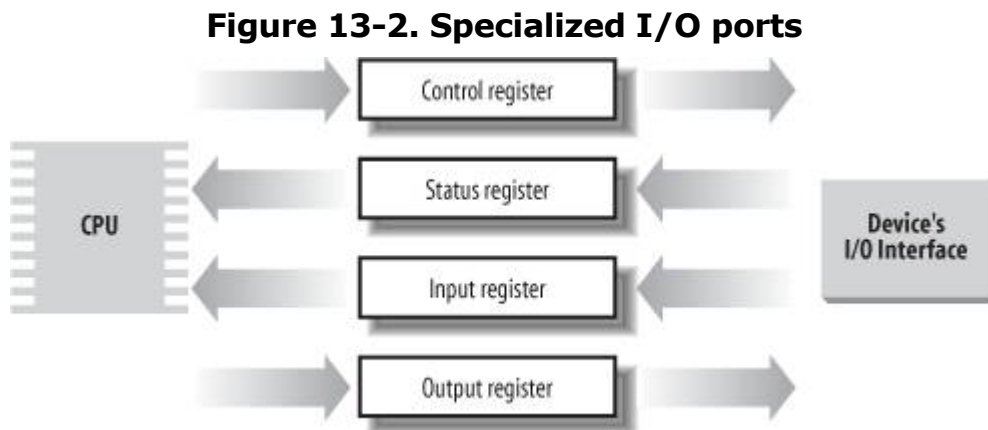 Figure 13-2. Specialized I/O ports
Control register
Status register
CPU
Device's
I/O Interface
Input register
Output register